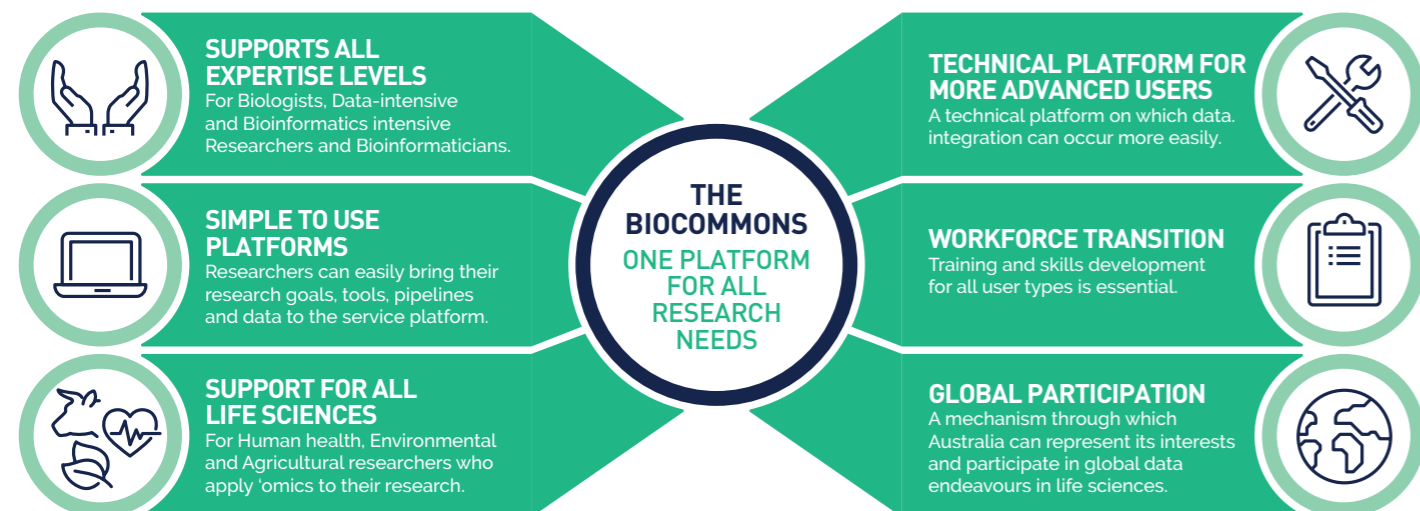 SUPPORTS ALL
EXPERTISE LEVELS
For Biologists, Data-intensive
and Bioinformatics intensive
Researchers and Bioinformaticians.
SIMPLE TO USE
PLATFORMS
Researchers can easily bring their
research goals, tools, pipelines
and data to the service platform.
SUPPORT FOR ALL
LIFE SCIENCES
For Human health, Environmental
and Agricultural researchers who
apply ‘omics to their research.
THE
BIOCOMMONS
ONE PLATFORM
FOR ALL
RESEARCH
NEEDS
TECHNICAL PLATFORM FOR
MORE ADVANCED USERS
A technical platform on which data.
integration can occur more easily.
WORKFORCE TRANSITION
Training and skills development
for all user types is essential.
GLOBAL PARTICIPATION
A mechanism through which
Australia can represent its interests
and participate in global data
endeavours in life sciences.